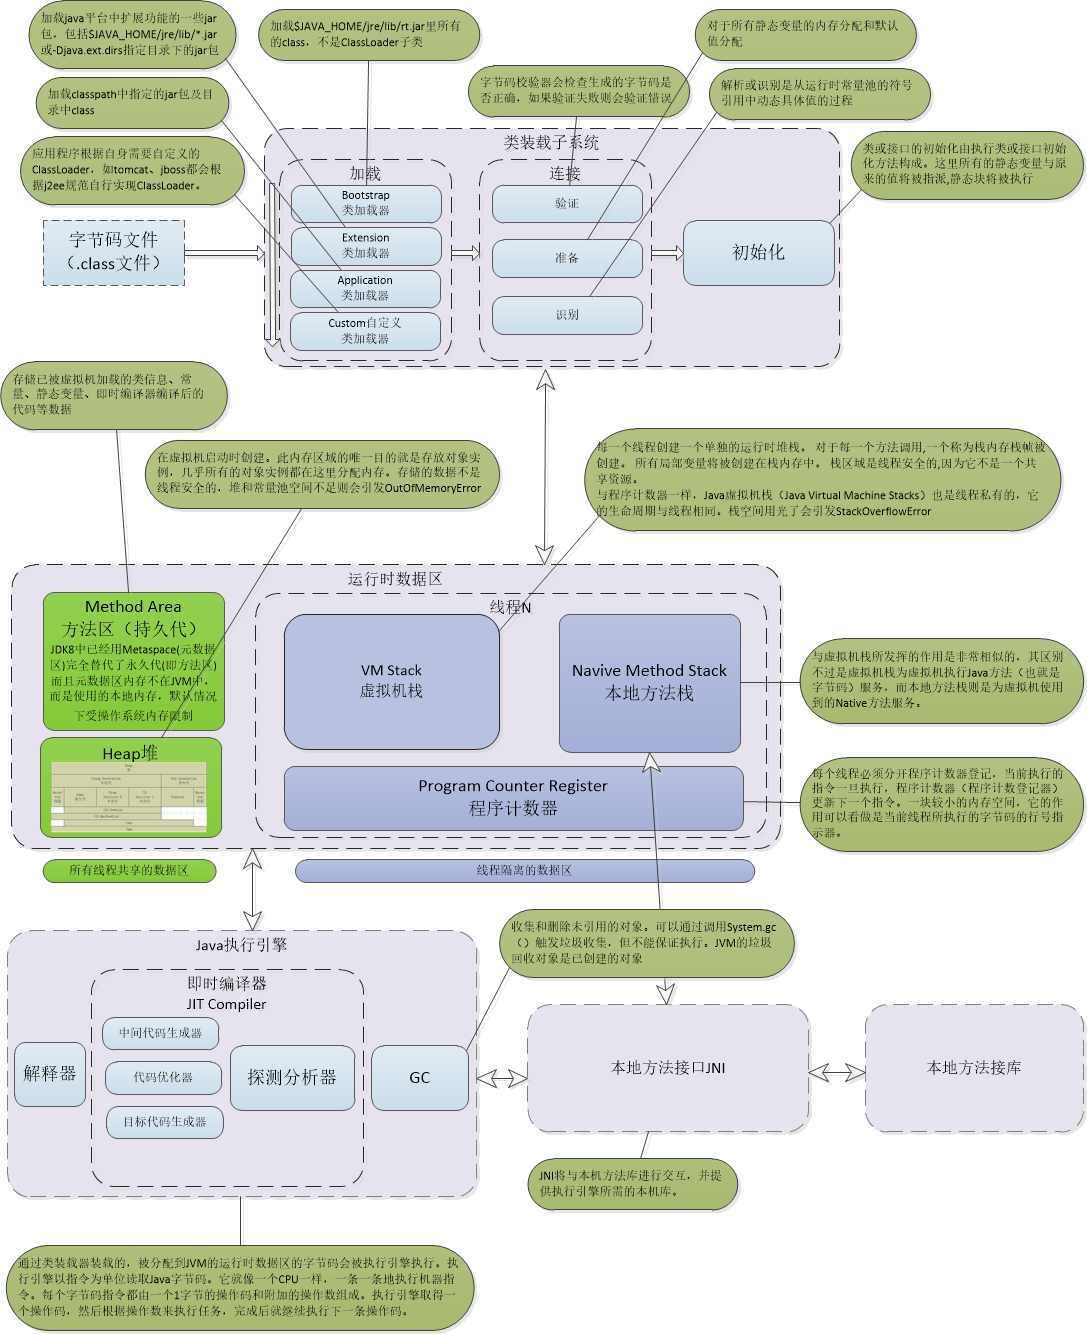 加载java平台中扩展功能的一些jar
包，包括$JAVA_HOME/jre/lib/*.jar
或-Djava.ext.dirs指定目录下的jar包
加载$JAVA_HOME/jre/lib/rt.jar里所有
的class，不是ClassLoader子类
对于所有静态变量的内存分配和默认
值分配
字节码校验器会检查生成的字节码是
否正确，如果验证失败则会验证错误
解析或识别是从运行时常量池的符号
引用中动态具体值的过程
加载classpath中指定的jar包及目
录中class
应用程序根据自身需要自定义的
ClassLoader，如tomcat、jboss都会根
据j2ee规范自行实现ClassLoader。
类或接口的初始化由执行类或接口初始
化方法构成。这里所有的静态变量与原
来的值将被指派,静态块将被执行
类装载子系统
加载
连接
Bootstrap
类加载器
Extension
类加载器
Application
类加载器
Custom自定义
类加载器
验证
准备
识别
初始化
字节码文件
（.class文件）
存储已被虚拟机加载的类信息、常
量、静态变量、即时编译器编译后的
代码等数据
在虚拟机启动时创建。此内存区域的唯一目的就是存放对象实
例，几乎所有的对象实例都在这里分配内存。存储的数据不是
线程安全的，堆和常量池空间不足则会引发OutOfMemoryError
每一个线程创建一个单独的运行时堆栈。 对于每一个方法调用,一个称为栈内存栈帧被
创建。 所有局部变量将被创建在栈内存中。 栈区域是线程安全的,因为它不是一个共
享资源。
与程序计数器一样，Java虚拟机栈（Java Virtual Machine Stacks）也是线程私有的，它
的生命周期与线程相同。栈空间用光了会引发StackOverflowError
运行时数据区
Method Area
方法区（持久代）
JDK8中已经用Metaspace(元数据
区)完全替代了永久代(即方法区)
而且元数据区内存不在JVM中，
而是使用的本地内存，默认情况
下受操作系统内存限制
Heap堆
线程N
VM Stack
虚拟机栈
Navive Method Stack
本地方法栈
Program Counter Register
程序计数器
与虚拟机栈所发挥的作用是非常相似的，其区别
不过是虚拟机栈为虚拟机执行Java方法（也就是
字节码）服务，而本地方法栈则是为虚拟机使用
到的Native方法服务。
每个线程必须分开程序计数器登记，当前执行的
指令一旦执行，程序计数器（程序计数登记器）
更新下一个指令。一块较小的内存空间，它的作
用可以看做是当前线程所执行的字节码的行号指
示器。
所有线程共享的数据区
线程隔离的数据区
收集和删除未引用的对象。可以通过调用System.gc
（）触发垃圾收集，但不能保证执行。JVM的垃圾
回收对象是已创建的对象
Java执行引擎
即时编译器
JIT Compiler
解释器
中间代码生成器
代码优化器
目标代码生成器
探测分析器
GC
本地方法接口JNI
本地方法接库
JNI将与本机方法库进行交互，并提
供执行引擎所需的本机库。
通过类装载器装载的，被分配到JVM的运行时数据区的字节码会被执行引擎执行。执
行引擎以指令为单位读取Java字节码。它就像一个CPU一样，一条一条地执行机器指
令。每个字节码指令都由一个1字节的操作码和附加的操作数组成。执行引擎取得一
个操作码，然后根据操作数来执行任务，完成后就继续执行下一条操作码。